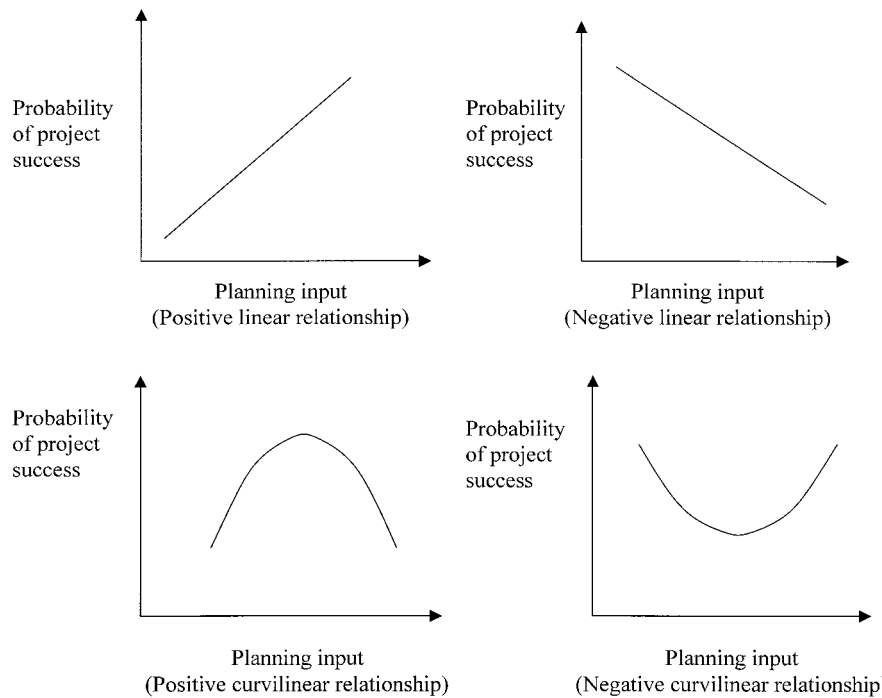 Probability
of project
success
Planning input
(Positive linear relationship)
Probability
of project
success
Planning input
(Negative linear relationship)
Probability
of project
success
Planning input
(Positive curvilinear relationship)
Probability
of project
success
Planning input
(Negative curvilinear relationship)